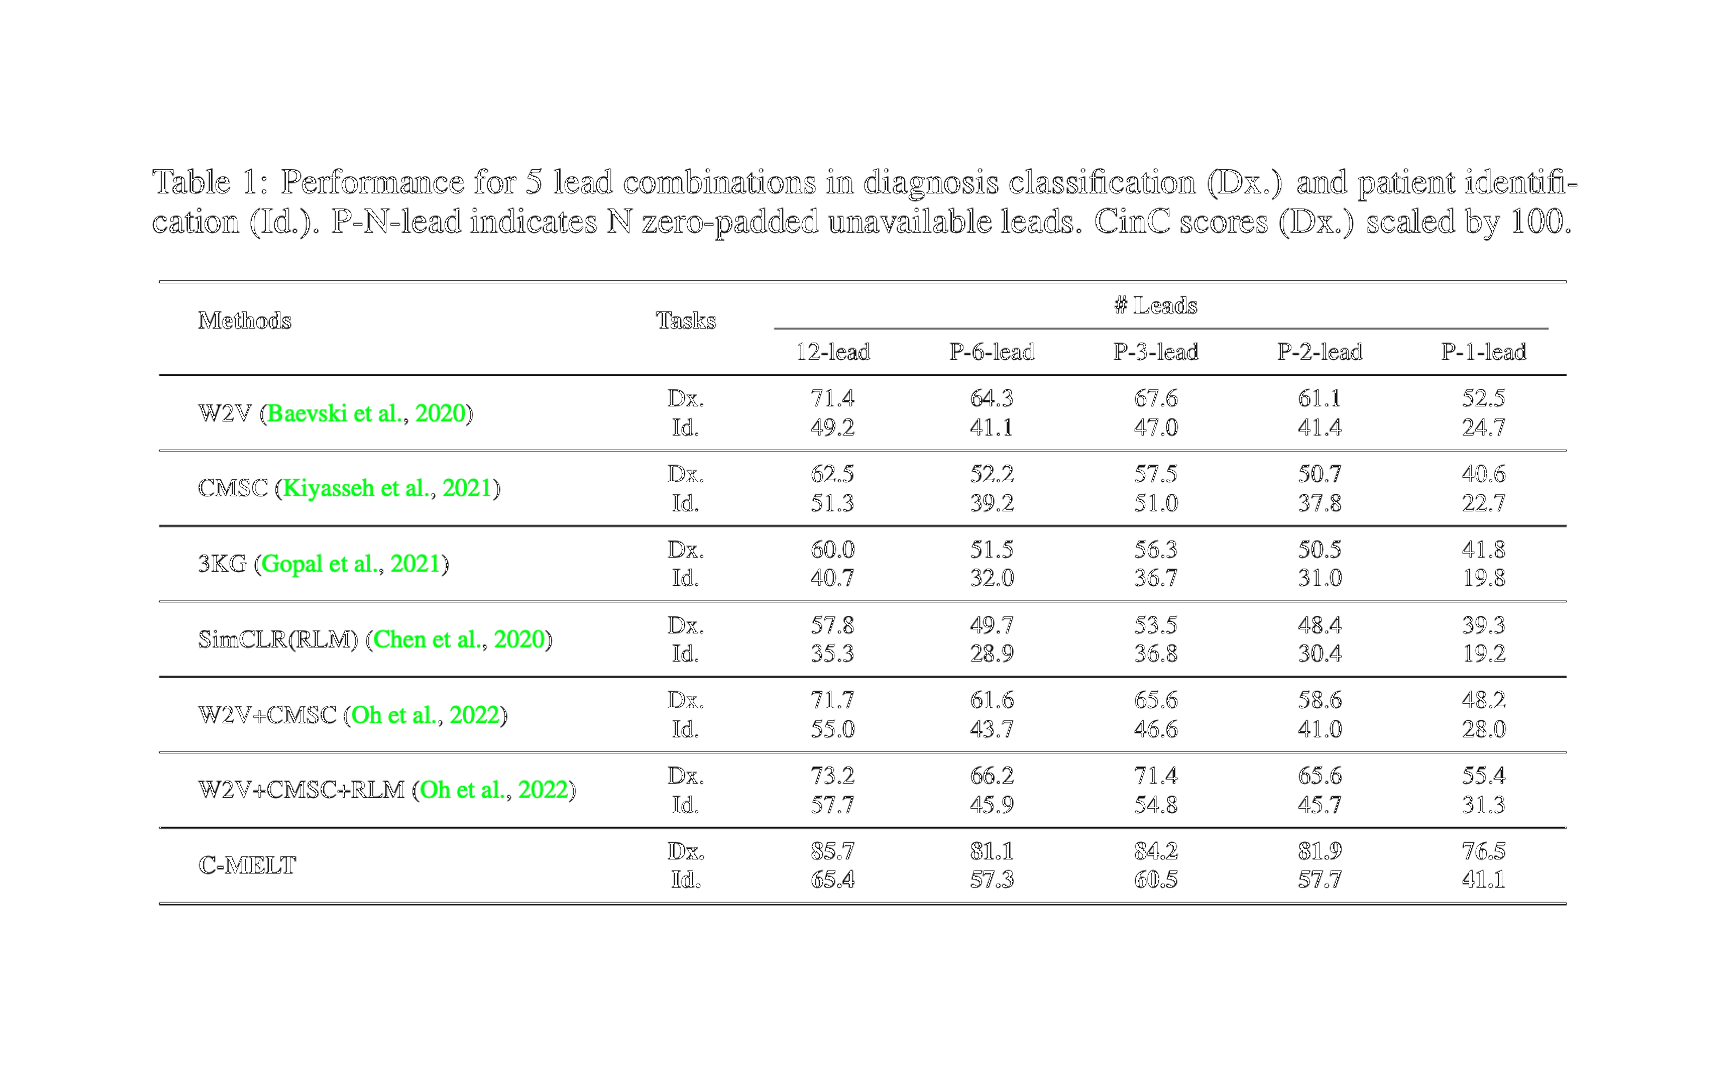 Table 1: Performance for 5 lead combinations in diagnosis classification (Dx.) and patient identifi-
cation (Id.). P-N-lead indicates N zero-padded unavailable leads. CinC scores (Dx.) scaled by 100.
Methods Tasks # Leads
12-lead P-6-lead P-3-lead P-2-lead P-1-lead
W2V (Baevski et al., 2020) Dx. 71.4 64.3 67.6 61.1 52.5
Id. 49.2 41.1 47.0 41.4 24.7
CMSC (Kiyasseh et al., 2021) Dx. 62.5 52.2 57.5 50.7 40.6
Id. 51.3 39.2 51.0 37.8 22.7
3KG (Gopal et al., 2021) Dx. 60.0 51.5 56.3 50.5 41.8
Id. 40.7 32.0 36.7 31.0 19.8
SimCLR(RLM) (Chen et al., 2020) Dx. 57.8 49.7 53.5 48.4 39.3
Id. 35.3 28.9 36.8 30.4 19.2
W2V+CMSC (Oh et al., 2022) Dx. 71.7 61.6 65.6 58.6 48.2
Id. 55.0 43.7 46.6 41.0 28.0
W2V+CMSC+RLM (Oh et al., 2022) Dx. 73.2 66.2 71.4 65.6 55.4
Id. 57.7 45.9 54.8 45.7 31.3
C-MELT Dx. 85.7 81.1 84.2 81.9 76.5
Id. 65.4 57.3 60.5 57.7 41.1